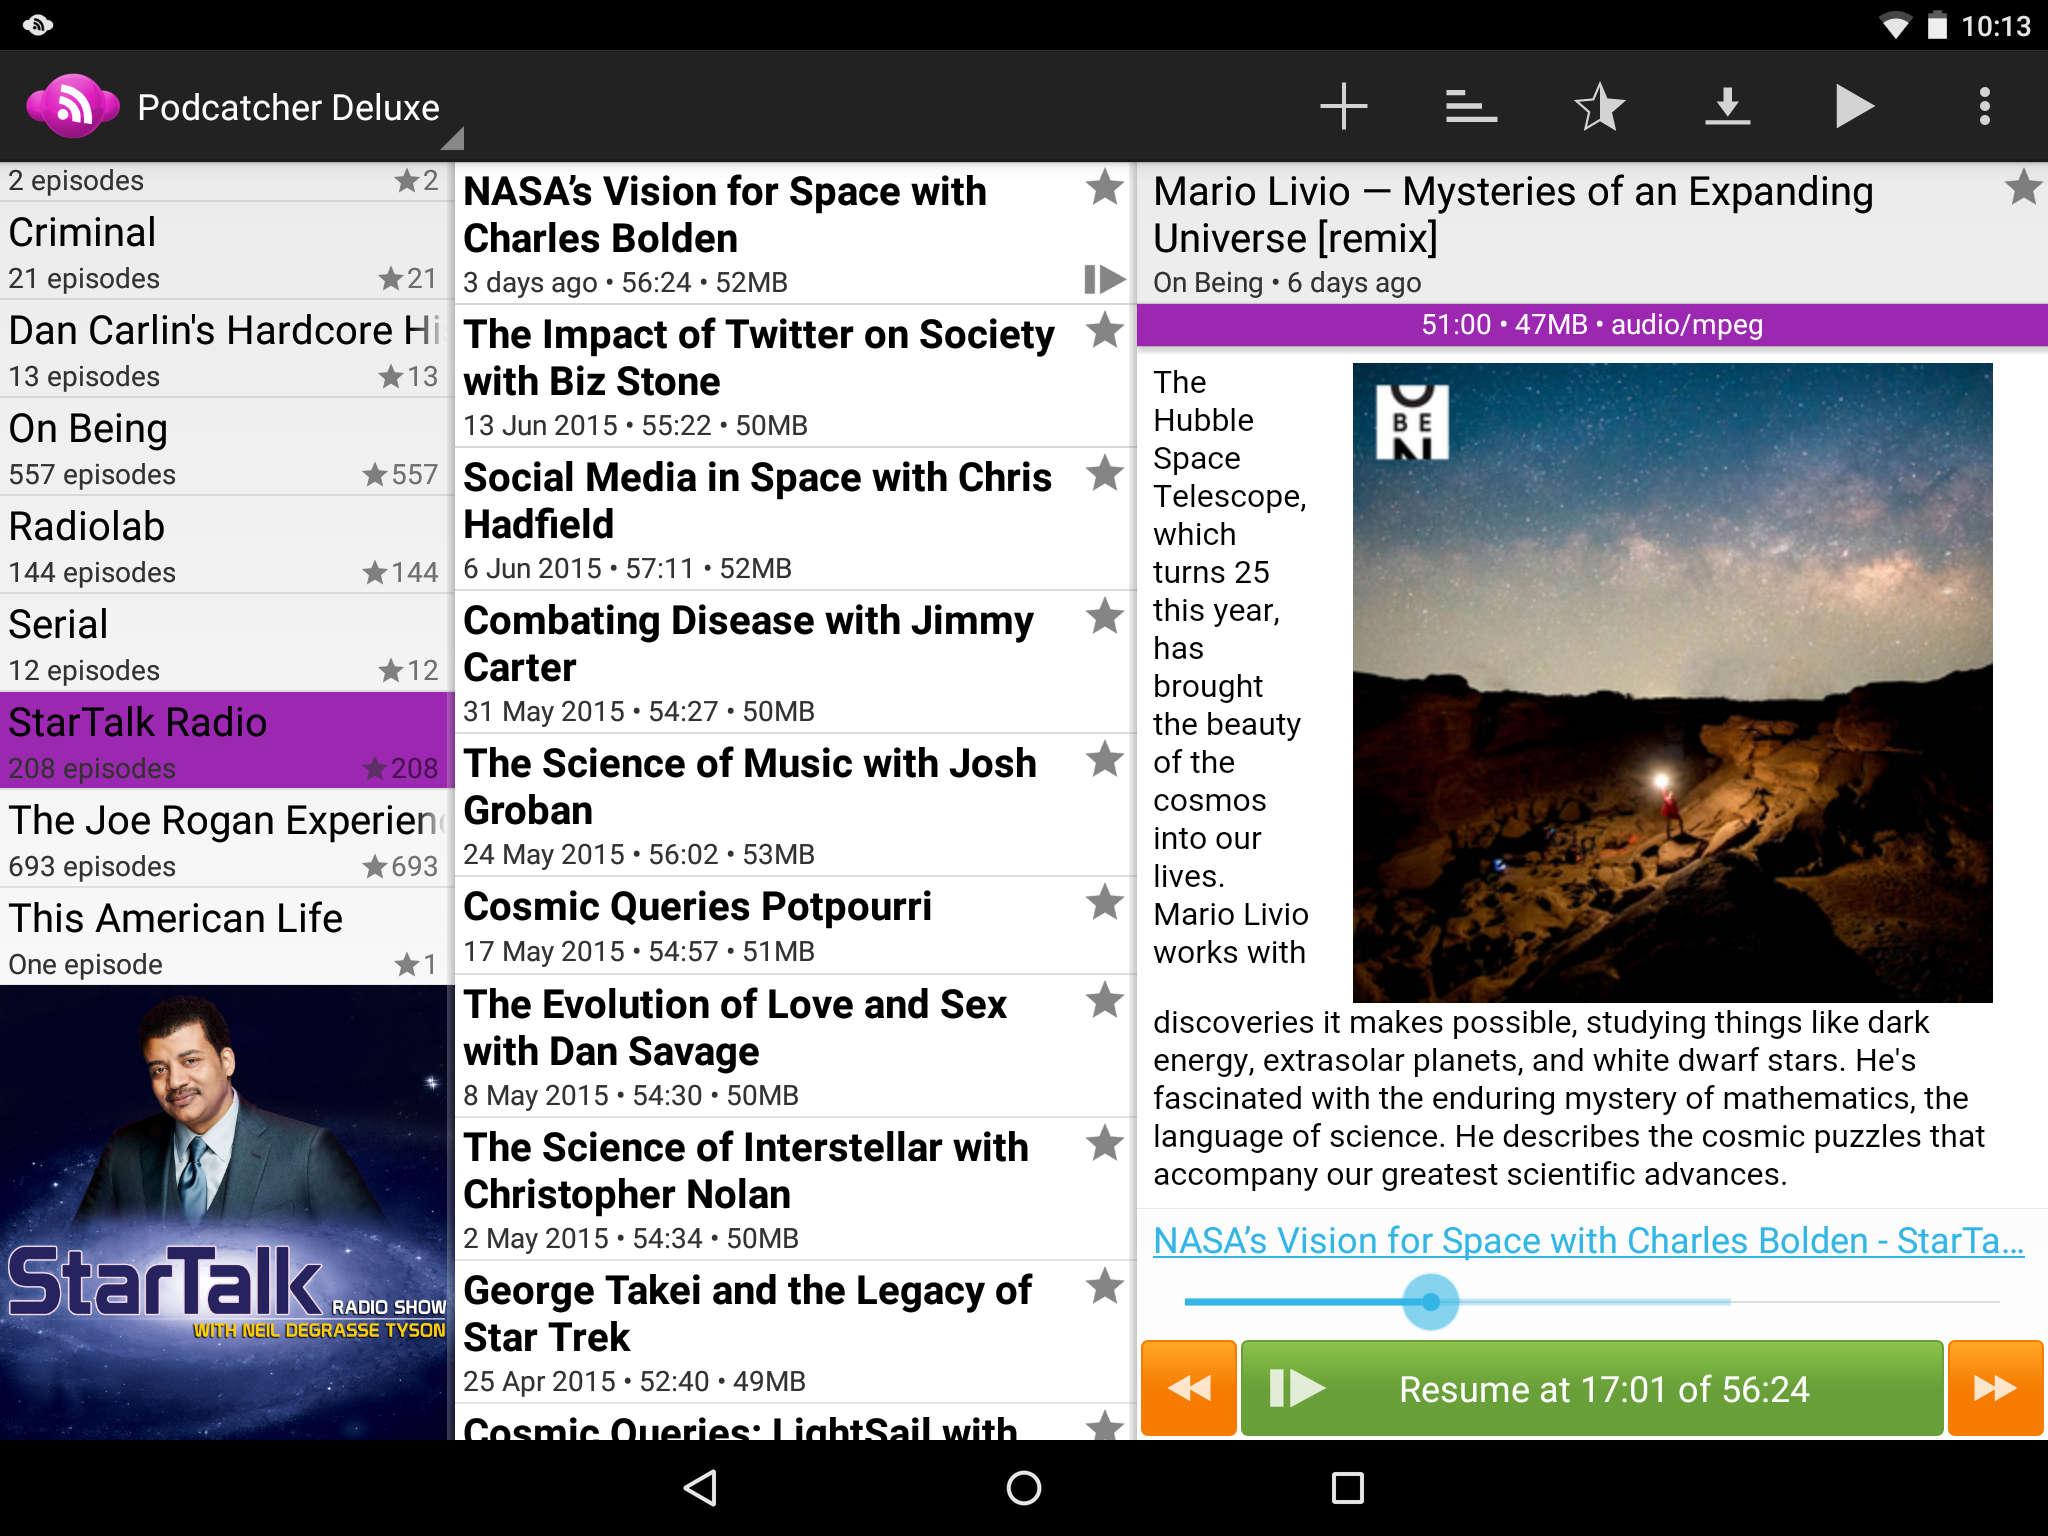 10:13
Podcatcher Deluxe
2 episodes
2
Criminal
21 episodes
21
Dan Carlin's Hardcore
13 episodes
13
On Being
557 episodes
557
Radiolab
144 episodes
144
Serial
12 episodes
12
StarTalk Radio
208 episodes
208
The Joe Rogan Experienc
693 episodes
693
This American Life
One episode
1
StarTalk
RADIO SHOW
WITH NEIL DEGRASSE TYSON
NASA’s Vision for Space with
Charles Bolden
3 days ago • 56:24 • 52MB
The Impact of Twitter on Society
with Biz Stone
13 Jun 2015 • 55:22 • 50MB
Social Media in Space with Chris
Hadfield
6 Jun 2015 • 57:11 • 52MB
Combating Disease with Jimmy
Carter
31 May 2015 • 54:27 • 50MB
The Science of Music with Josh
Groban
24 May 2015 • 56:02 • 53MB
Cosmic Queries Potpourri
17 May 2015 • 54:57 • 51MB
The Evolution of Love and Sex
with Dan Savage
8 May 2015 • 54:30 • 50MB
The Science of Interstellar with
Christopher Nolan
2 May 2015 • 54:34 • 50MB
George Takei and the Legacy of
Star Trek
25 Apr 2015 • 52:40 • 49MB
Cosmic Queries: LightSail with
Mario Livio — Mysteries of an Expanding
Universe [remix]
On Being • 6 days ago
51:00 • 47MB • audio/mpeg
The
Hubble
Space
Telescope,
which
turns 25
this year,
has
brought
the beauty
of the
cosmos
into our
lives.
Mario Livio
works with
O
BE
N
discoveries it makes possible, studying things like dark
energy, extrasolar planets, and white dwarf stars. He's
fascinated with the enduring mystery of mathematics, the
language of science. He describes the cosmic puzzles that
accompany our greatest scientific advances.
NASA’s Vision for Space with Charles Bolden - StarTa...
Resume at 17:01 of 56:24